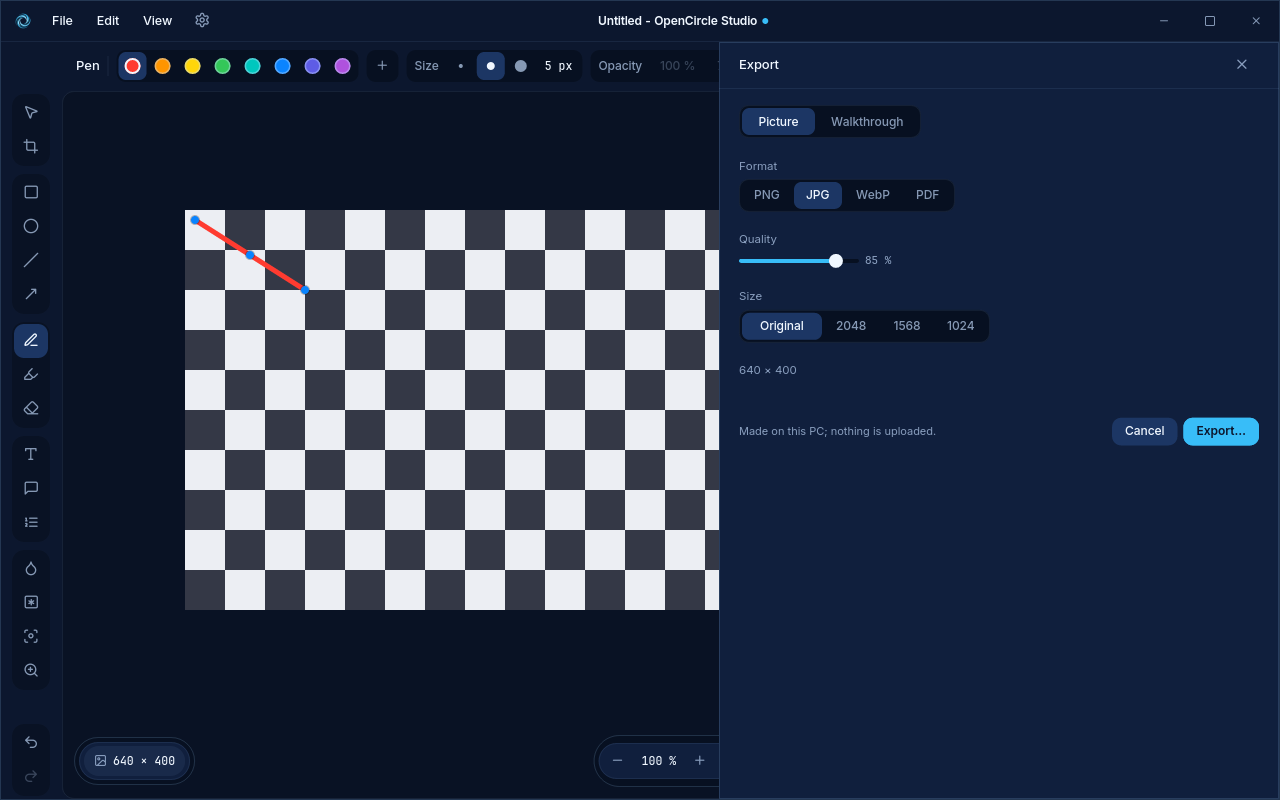 File Edit View
Untitled - OpenCircle Studio
Pen
Size
5 px
Opacity
100 %
Export
Picture Walkthrough
Format
PNG JPG WebP PDF
Quality
85 %
Size
Original 2048 1568 1024
640 × 400
Made on this PC; nothing is uploaded.
Cancel Export...
640 × 400
100 %